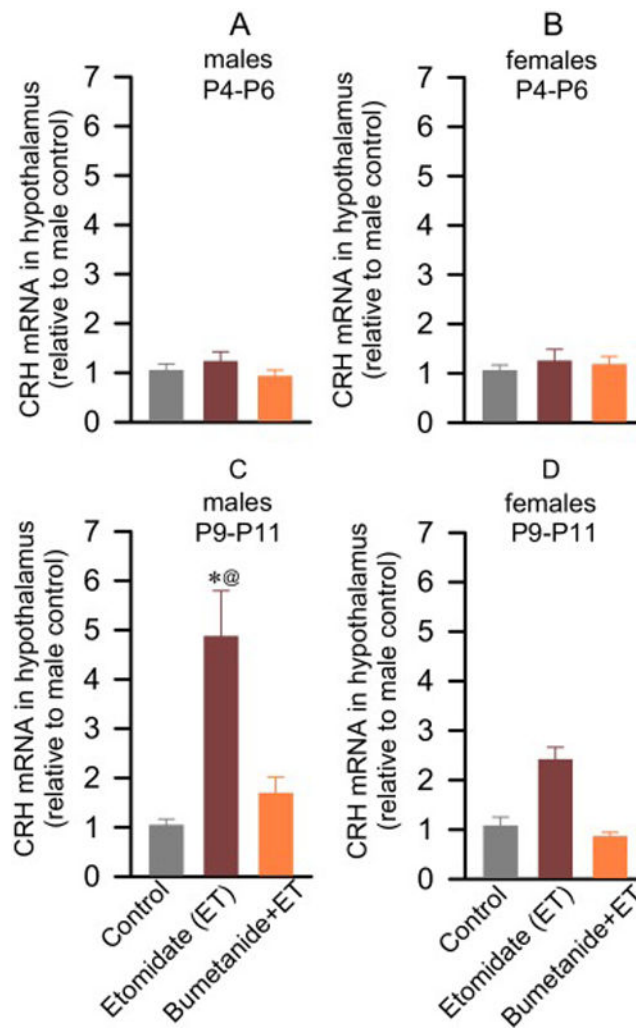 A
males
P4-P6
CRH mRNA in hypothalamus
(relative to male control)
7
6
5
4
3
2
1
0
B
females
P4-P6
CRH mRNA in hypothalamus
(relative to male control)
7
6
5
4
3
2
1
0
C
males
P9-P11
CRH mRNA in hypothalamus
(relative to male control)
7
6
5
4
3
2
1
0
*@
Control
Etomidate (ET)
Bumetanide+ET
D
females
P9-P11
CRH mRNA in hypothalamus
(relative to male control)
7
6
5
4
3
2
1
0
Control
Etomidate (ET)
Bumetanide+ET